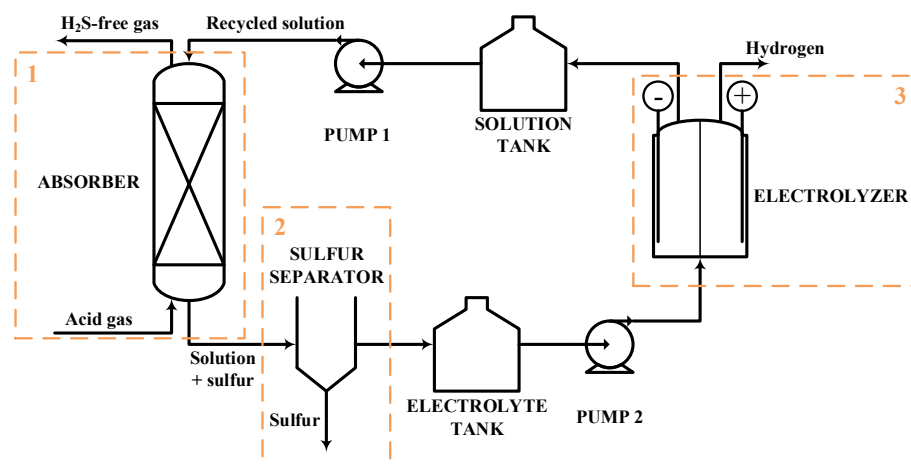 H₂S-free gas
Recycled solution
Hydrogen
1
3
-
+
PUMP 1
SOLUTION
TANK
ABSORBER
ELECTROLYZER
2
SULFUR
SEPARATOR
Acid gas
Solution
+ sulfur
Sulfur
ELECTROLYTE
TANK
PUMP 2